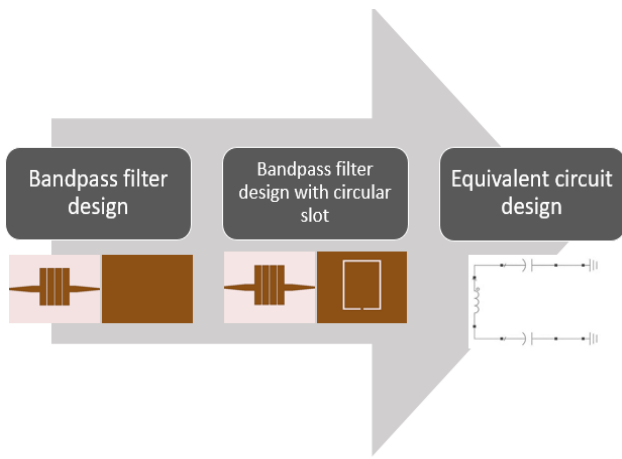 Bandpass filter
design
Bandpass filter
design with circular
slot
Equivalent circuit
design